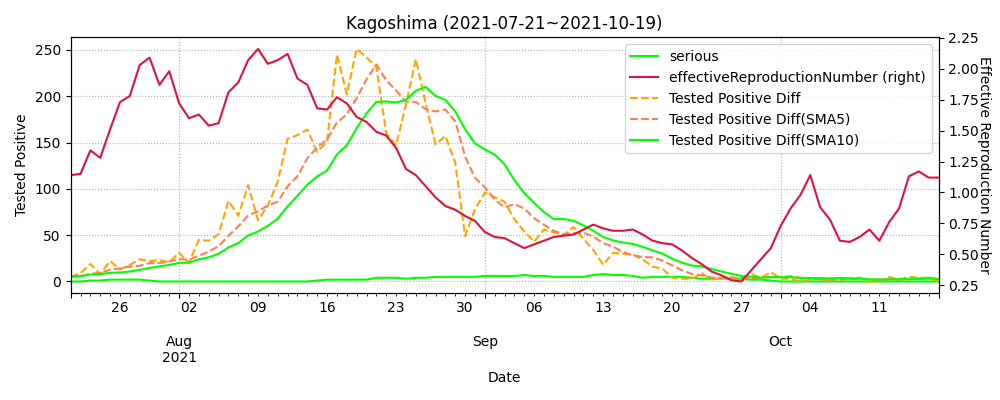 Kagoshima (2021-07-21~2021-10-19)
Tested Positive
250
200
150
100
50
0
2.25
2.00
1.75
1.50
1.25
1.00
0.75
0.50
0.25
Effective Reproduction Number
serious
effectiveReproductionNumber (right)
Tested Positive Diff
Tested Positive Diff(SMA5)
Tested Positive Diff(SMA10)
26 02 09 16 23 30 06 13 20 27 04 11
Aug Sep Oct
2021
Date